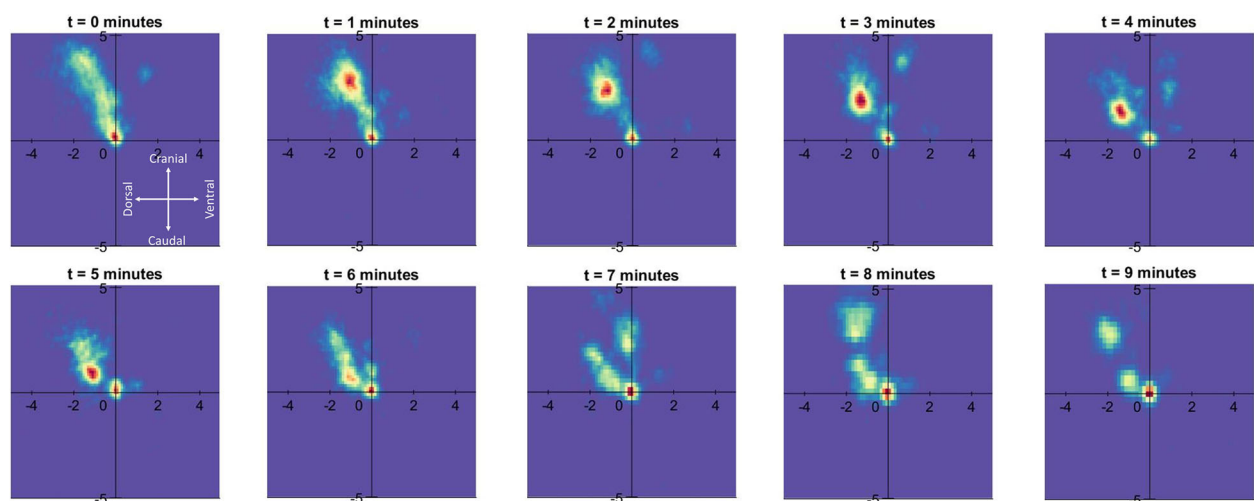 t = 0 minutes
5
-4 -2 0 2 4
Cranial
Dorsal
Ventral
Caudal
-5
t = 1 minutes
5
-4 -2 0 2 4
-5
t = 2 minutes
5
-4 -2 0 2 4
-5
t = 3 minutes
5
-4 -2 0 2 4
-5
t = 4 minutes
5
-4 -2 0 2 4
-5
t = 5 minutes
5
-4 -2 0 2 4
-5
t = 6 minutes
5
-4 -2 0 2 4
-5
t = 7 minutes
5
-4 -2 0 2 4
-5
t = 8 minutes
5
-4 -2 0 2 4
-5
t = 9 minutes
5
-4 -2 0 2 4
-5